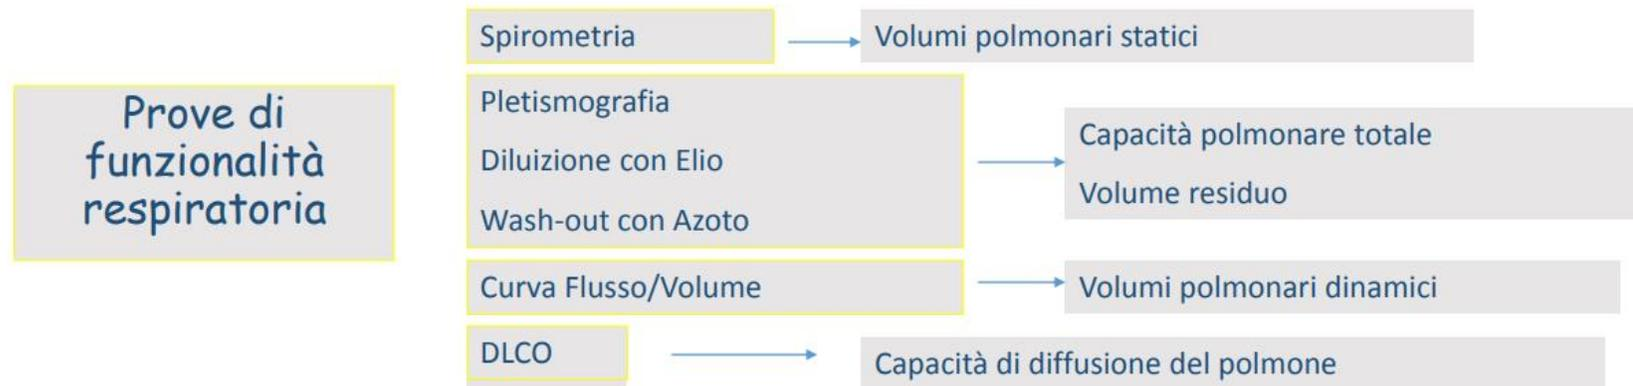 Prove di
funzionalità
respiratoria
Spirometria
Volumi polmonari statici
Pletismografia
Diluizione con Elio
Wash-out con Azoto
Capacità polmonare totale
Volume residuo
Curva Flusso/Volume
Volumi polmonari dinamici
DLCO
Capacità di diffusione del polmone